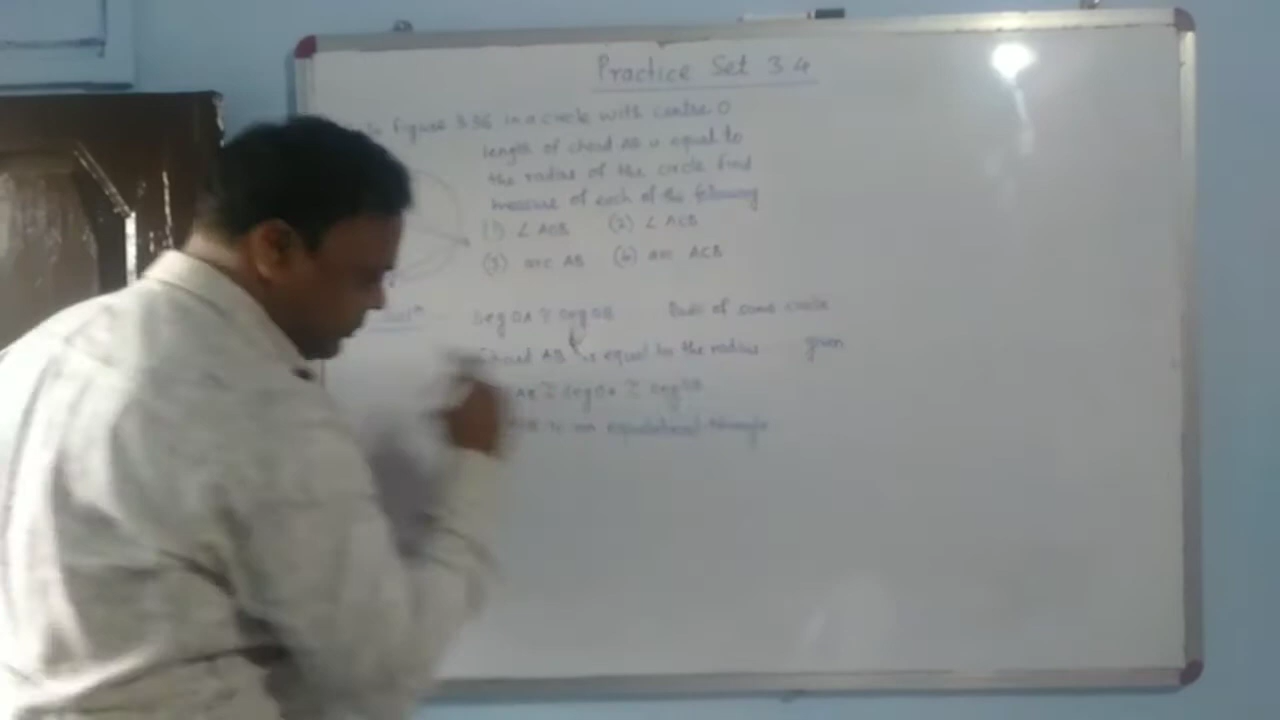 Practice Set 3.4
figure 3.56 in a circle with centre O
length of chord AB is equal to
the radius of the circle find
measure of each of the following
(1) ∠ AOB (2) ∠ ACB
(3) arc AB (4) arc ACB
seg OA ≅ seg OB Radii of same circle
chord AB is equal to the radius given
AB ≅ seg OA ≅ seg OB
is an equilateral triangle